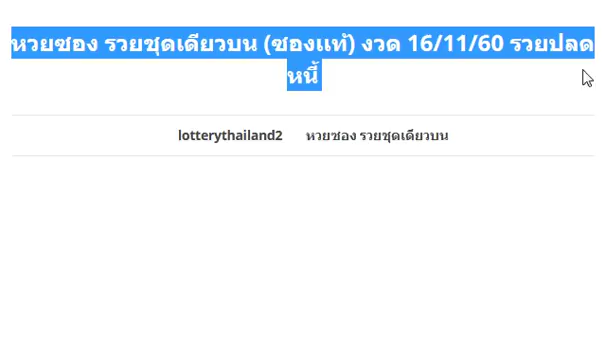 หวยซอง รวยชุดเดียวบน (ซองแท้) งวด 16/11/60 รวยปลด
หนี้
lotterythailand2 หวยซอง รวยชุดเดียวบน